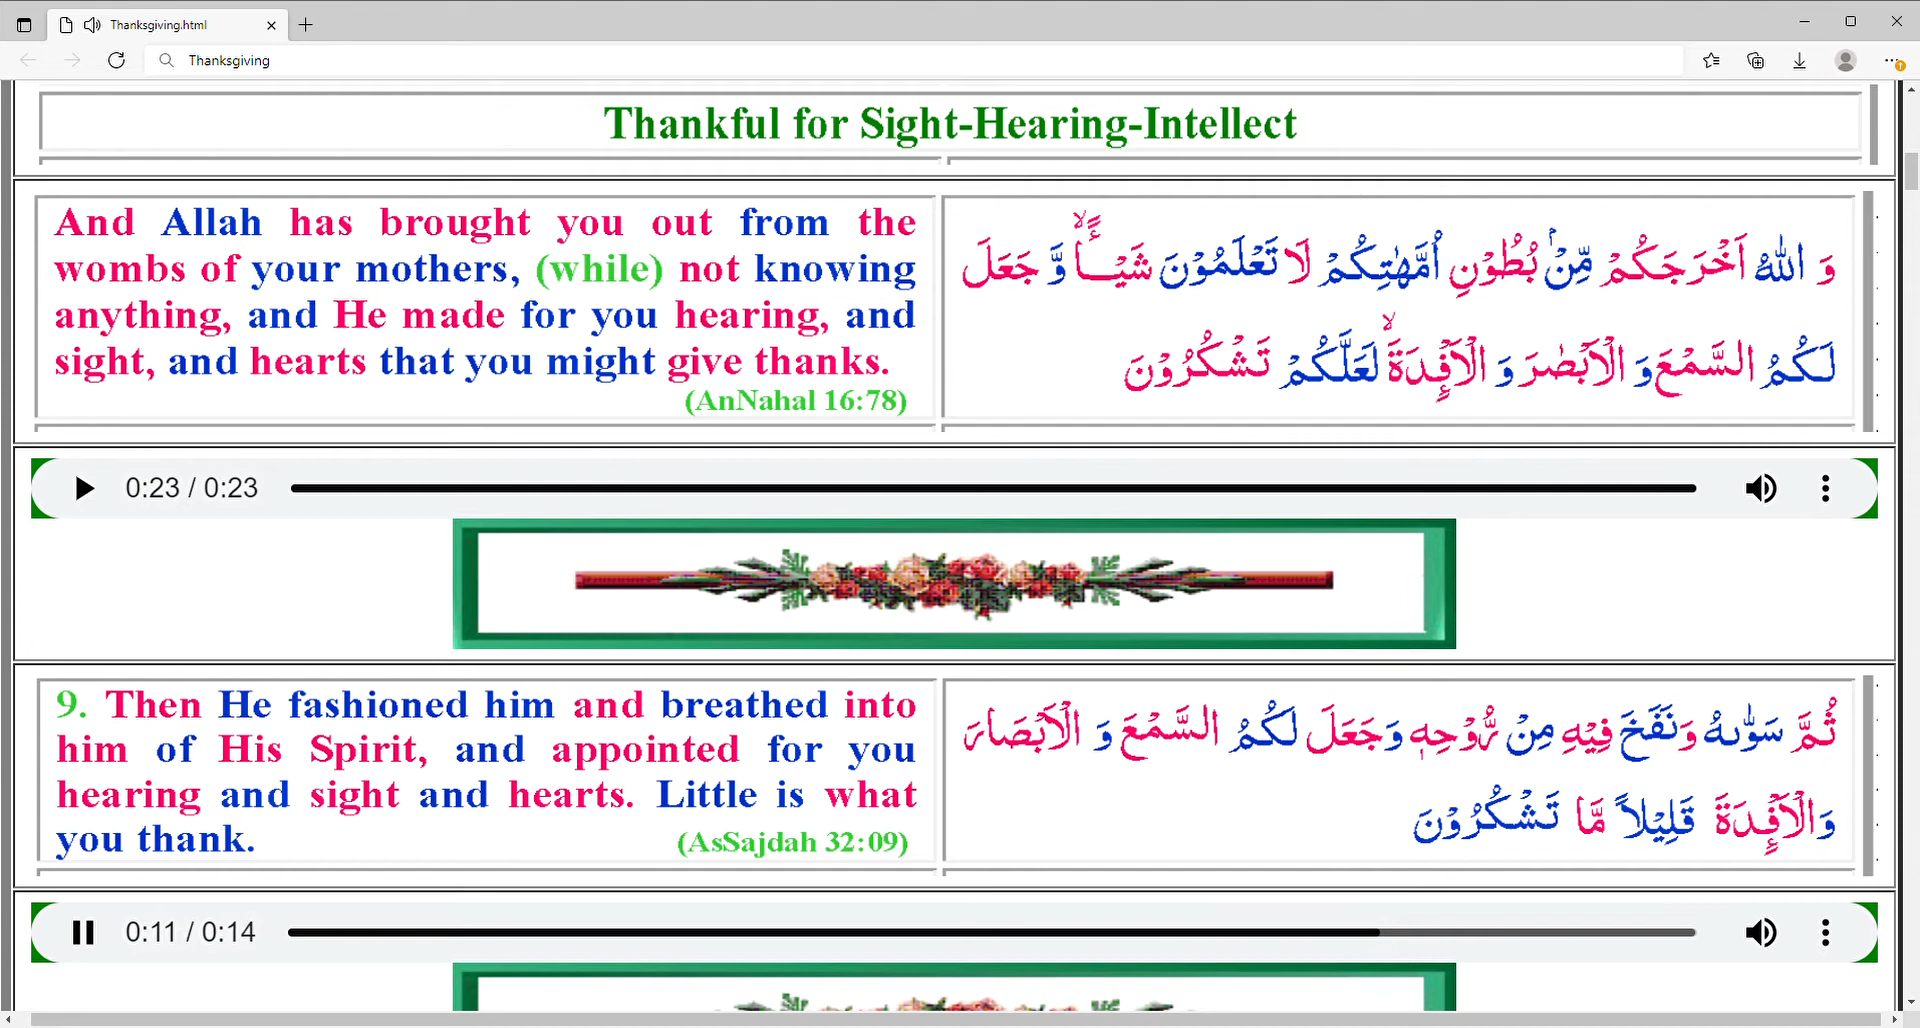 Thanksgiving.html
Thanksgiving
Thankful for Sight-Hearing-Intellect
And Allah has brought you out from the
wombs of your mothers, (while) not knowing
anything, and He made for you hearing, and
sight, and hearts that you might give thanks.
(AnNahal 16:78)
وَ اللّٰهُ اَخْرَجَكُمْ مِّنْۢ بُطُوْنِ اُمَّهٰتِكُمْ لَا تَعْلَمُوْنَ شَيْـــًٔا ۙ وَّ جَعَلَ
لَـكُمُ السَّمْعَ وَ الْاَبْصٰرَ وَ الْاَفْـِٕدَةَ ۙ لَعَلَّكُمْ تَشْكُرُوْنَ
0:23 / 0:23
9. Then He fashioned him and breathed into
him of His Spirit, and appointed for you
hearing and sight and hearts. Little is what
you thank.
(AsSajdah 32:09)
ثُمَّ سَوّٰىهُ وَنَفَخَ فِيْهِ مِنْ رُّوْحِهٖ وَجَعَلَ لَكُمُ السَّمْعَ وَ الْاَبْصَارَ
وَالْاَفْـِٕدَةَ قَلِيْلاً مَّا تَشْكُرُوْنَ
0:11 / 0:14